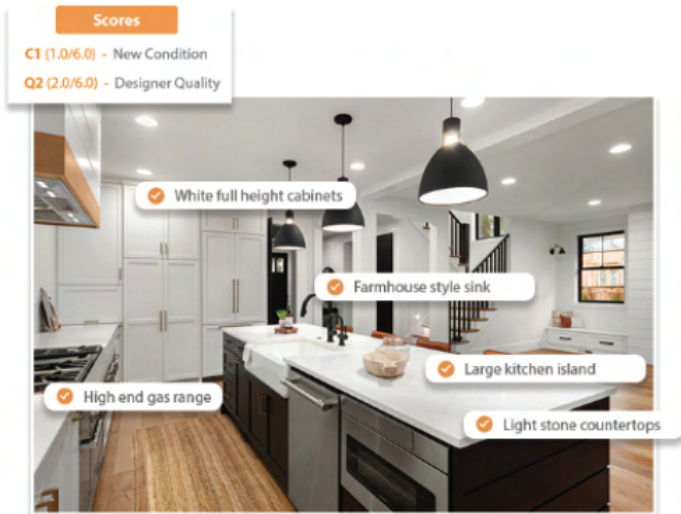 Scores
C1 (1.0/6.0) - New Condition
Q2 (2.0/6.0) - Designer Quality
White full height cabinets
Farmhouse style sink
Large kitchen island
High end gas range
Light stone countertops